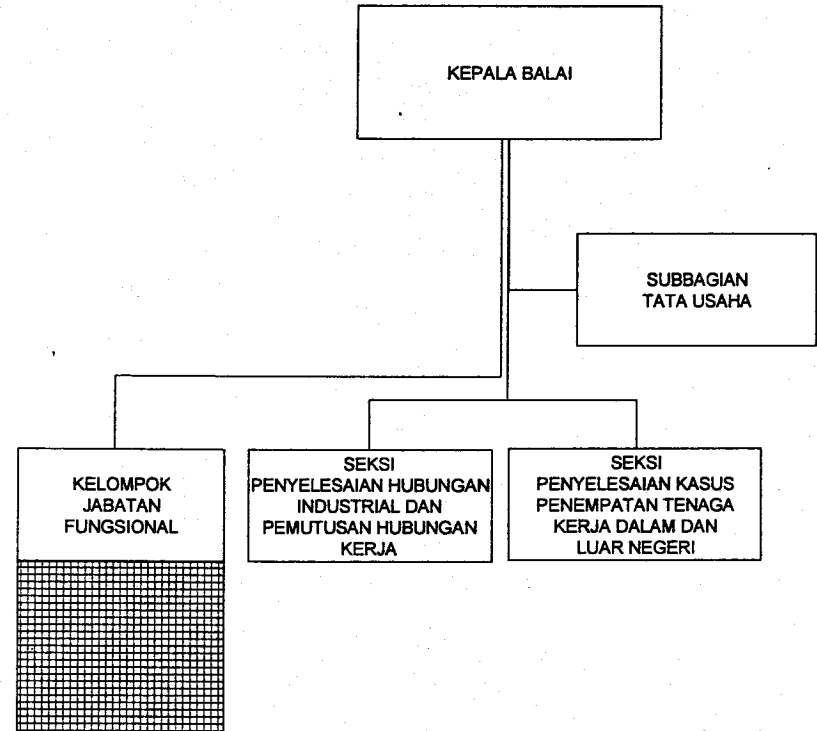 KEPALA BALAI
SUBBAGIAN
TATA USAHA
KELOMPOK
JABATAN
FUNGSIONAL
SEKSI
PENYELESAIAN HUBUNGAN
INDUSTRIAL DAN
PEMUTUSAN HUBUNGAN
KERJA
SEKSI
PENYELESAIAN KASUS
PENEMPATAN TENAGA
KERJA DALAM DAN
LUAR NEGERI